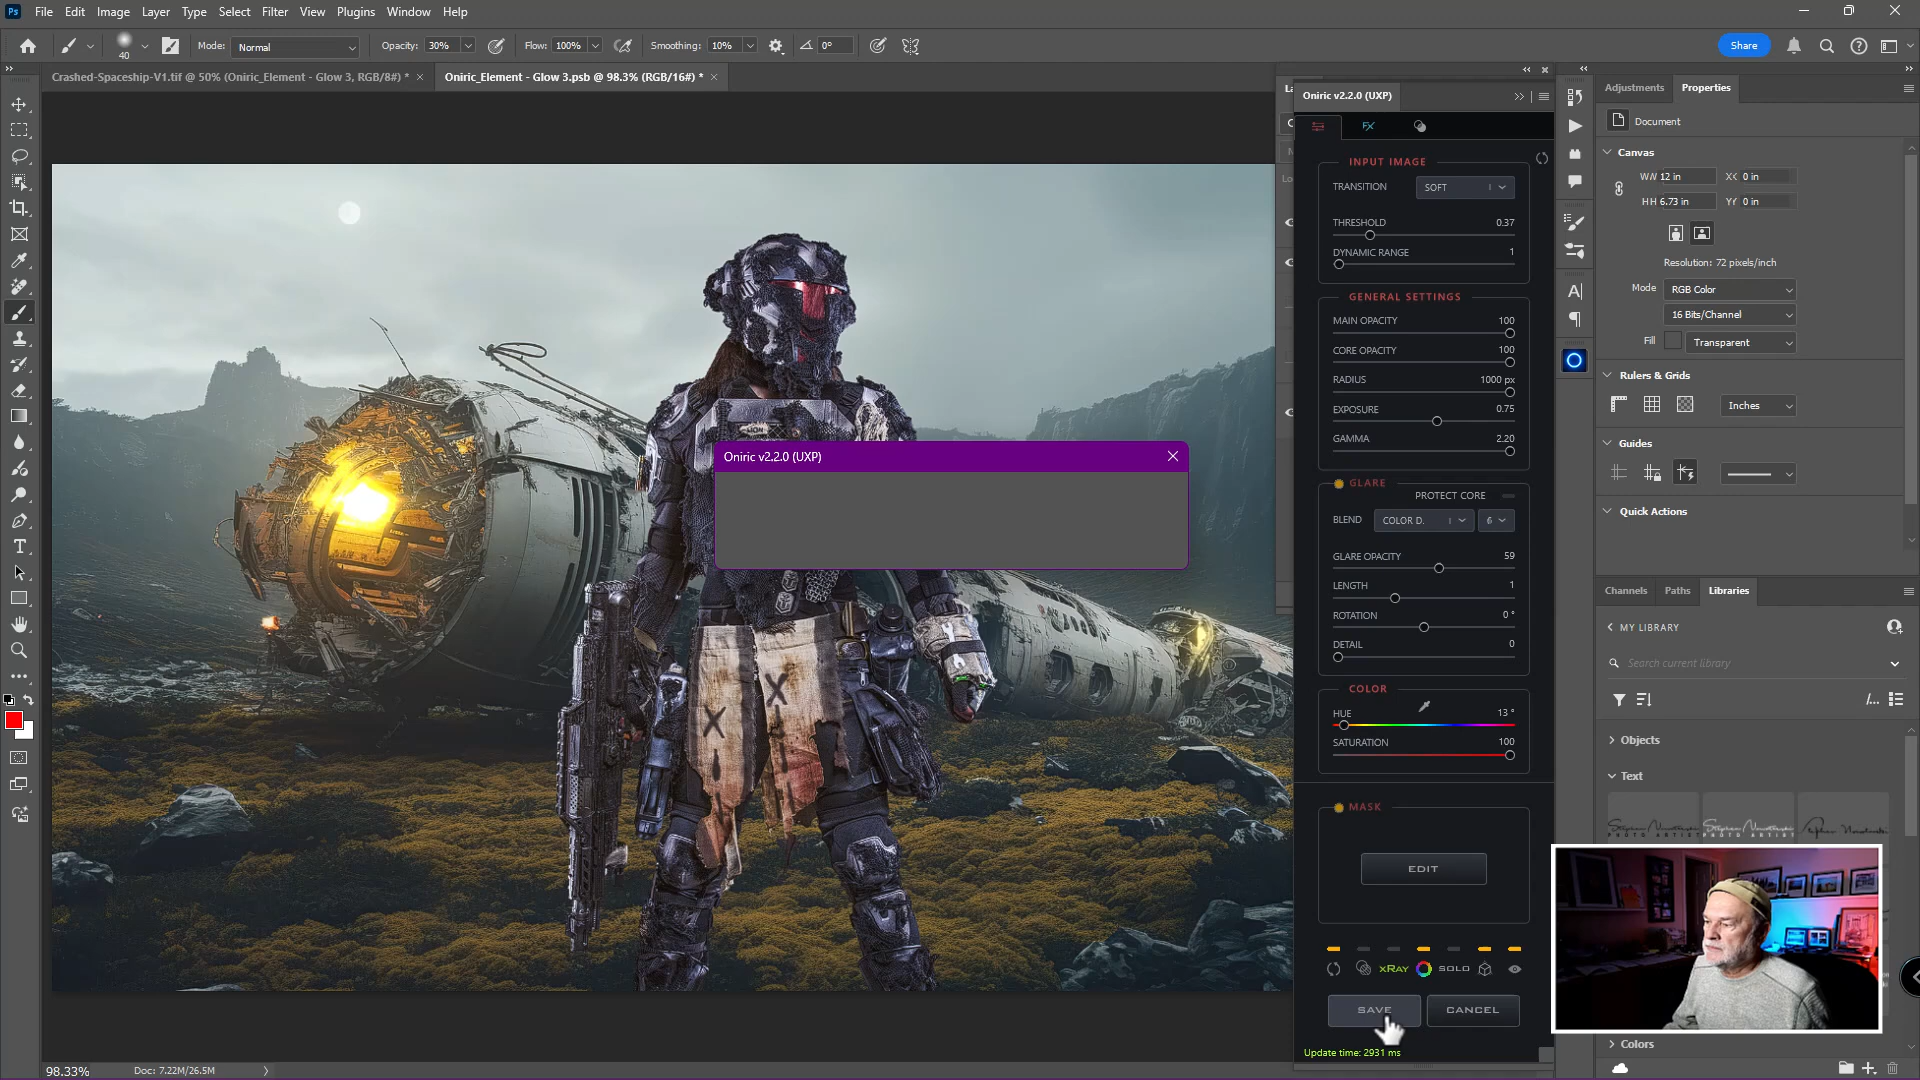 Ps File Edit Image Layer Type Select Filter View Plugins Window Help
40 Mode: Normal Opacity: 30% Flow: 100% Smoothing: 10% 0° Share
Crashed-Spaceship-V1.tif @ 50% (Oniric_Element - Glow 3, RGB/8#) * Oniric_Element - Glow 3.psb @ 98.3% (RGB/16#) *
Oniric v2.2.0 (UXP)
FX
INPUT IMAGE
TRANSITION SOFT
THRESHOLD 0.37
DYNAMIC RANGE 1
GENERAL SETTINGS
MAIN OPACITY 100
CORE OPACITY 100
RADIUS 1000 px
EXPOSURE 0.75
GAMMA 2.20
GLARE
PROTECT CORE
BLEND COLOR D. 6
GLARE OPACITY 59
LENGTH 1
ROTATION 0 °
DETAIL 0
COLOR
HUE 13 °
SATURATION 100
MASK
EDIT
xRAY SOLO
SAVE CANCEL
Update time: 2931 ms
Oniric v2.2.0 (UXP)
Adjustments Properties
Document
Canvas
W 12 in X 0 in
H 6.73 in Y 0 in
Resolution: 72 pixels/inch
Mode RGB Color
16 Bits/Channel
Fill Transparent
Rulers & Grids
Inches
Guides
Quick Actions
Channels Paths Libraries
MY LIBRARY
Search current library
Objects
Text
PHOTO ARTIST PHOTO ARTIST
Colors
98.33% Doc: 7.22M/26.5M